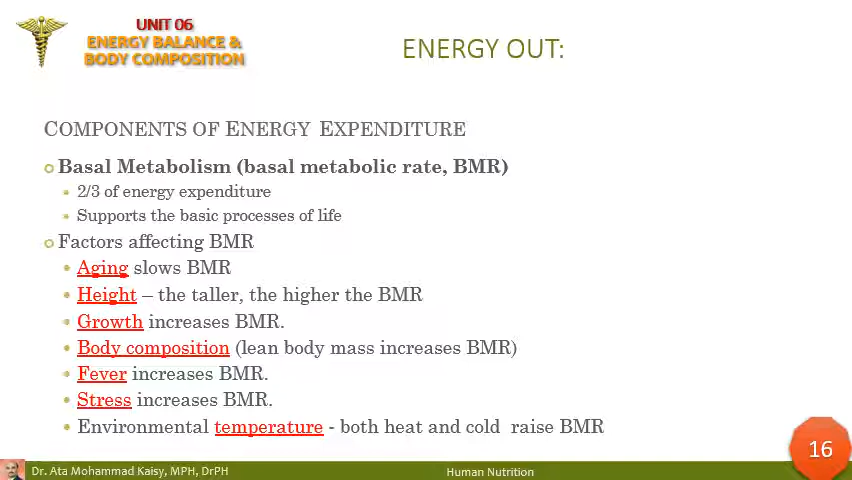 UNIT 06
ENERGY BALANCE &
BODY COMPOSITION
ENERGY OUT:
COMPONENTS OF ENERGY EXPENDITURE
Basal Metabolism (basal metabolic rate, BMR)
2/3 of energy expenditure
Supports the basic processes of life
Factors affecting BMR
Aging slows BMR
Height – the taller, the higher the BMR
Growth increases BMR.
Body composition (lean body mass increases BMR)
Fever increases BMR.
Stress increases BMR.
Environmental temperature - both heat and cold raise BMR
16
Dr. Ata Mohammad Kaisy, MPH, DrPH
Human Nutrition